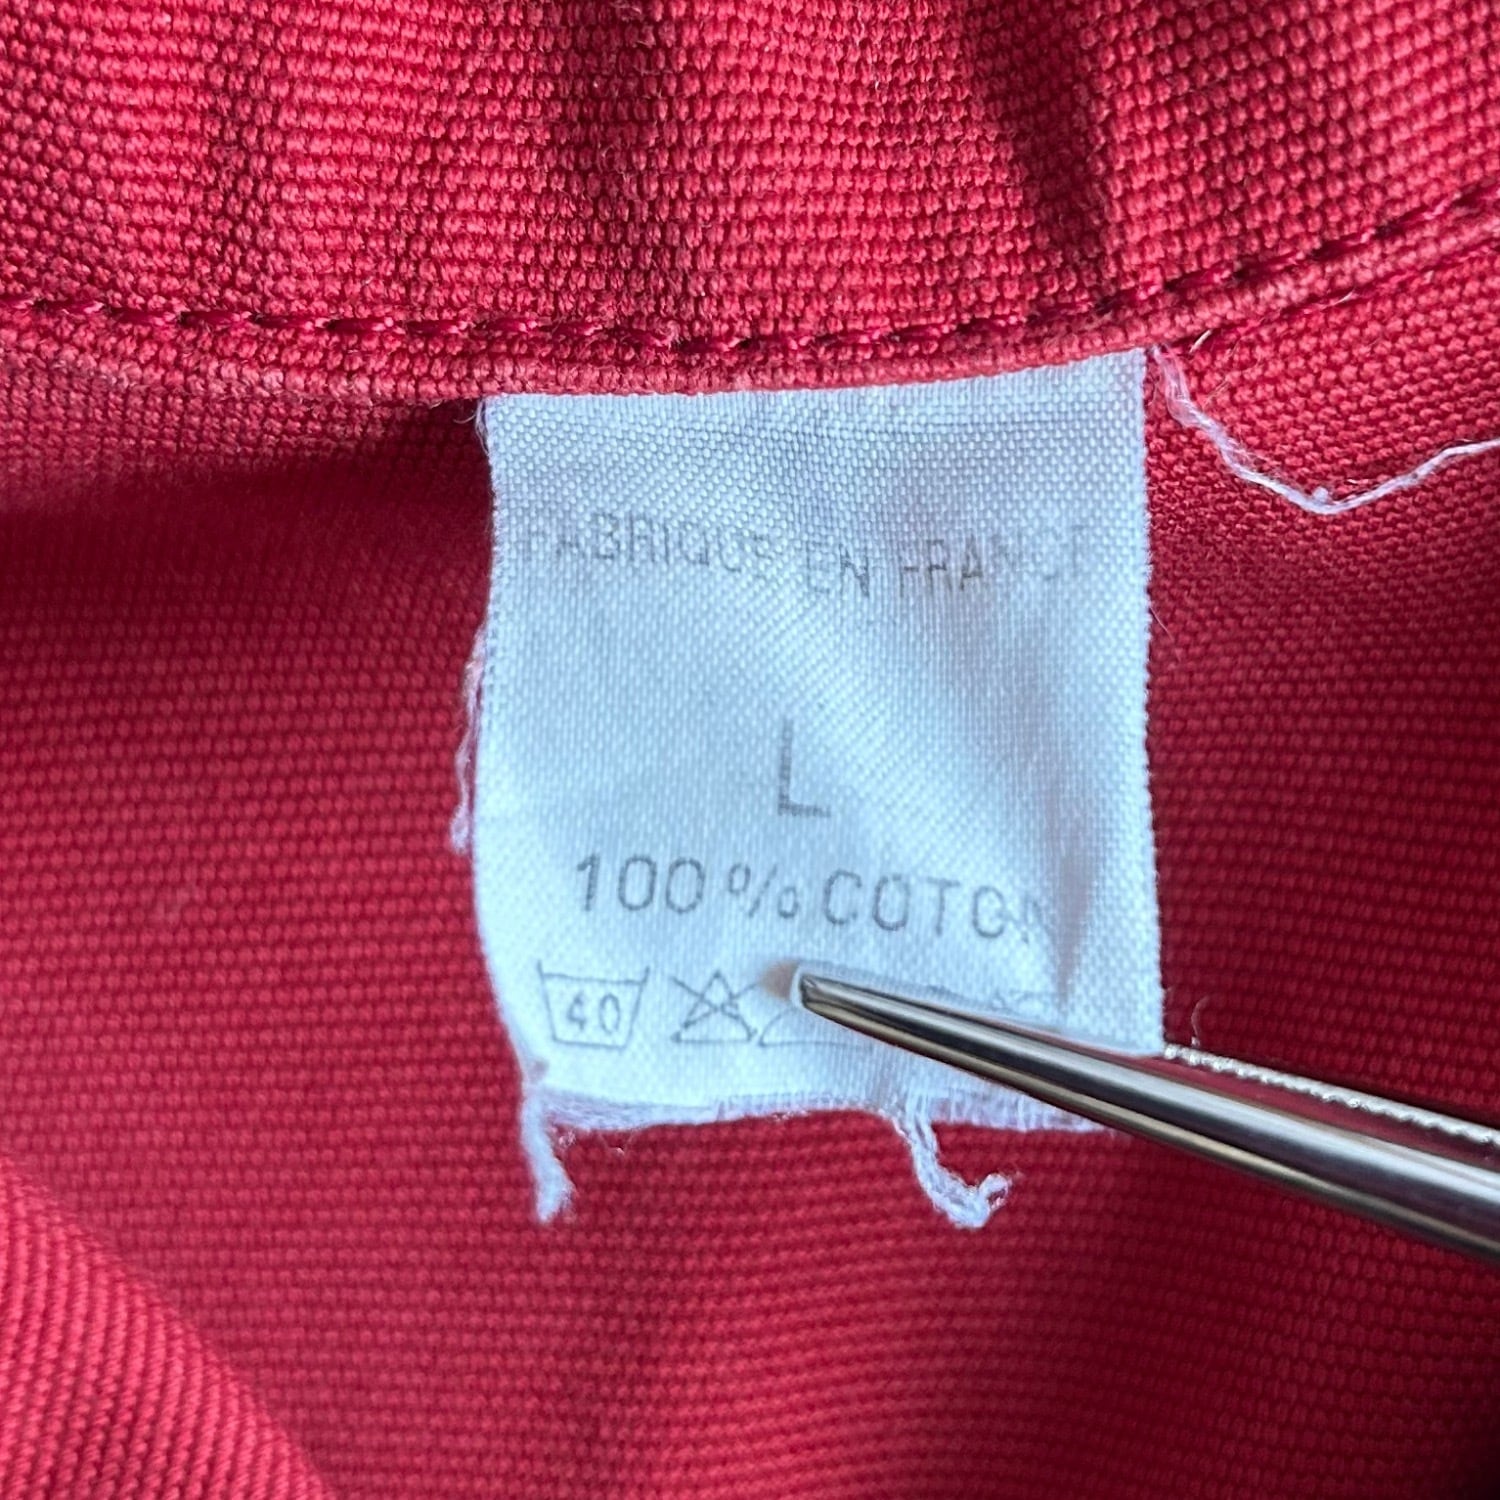 FABRIQUE EN FRANCE
L
100% COTON
40